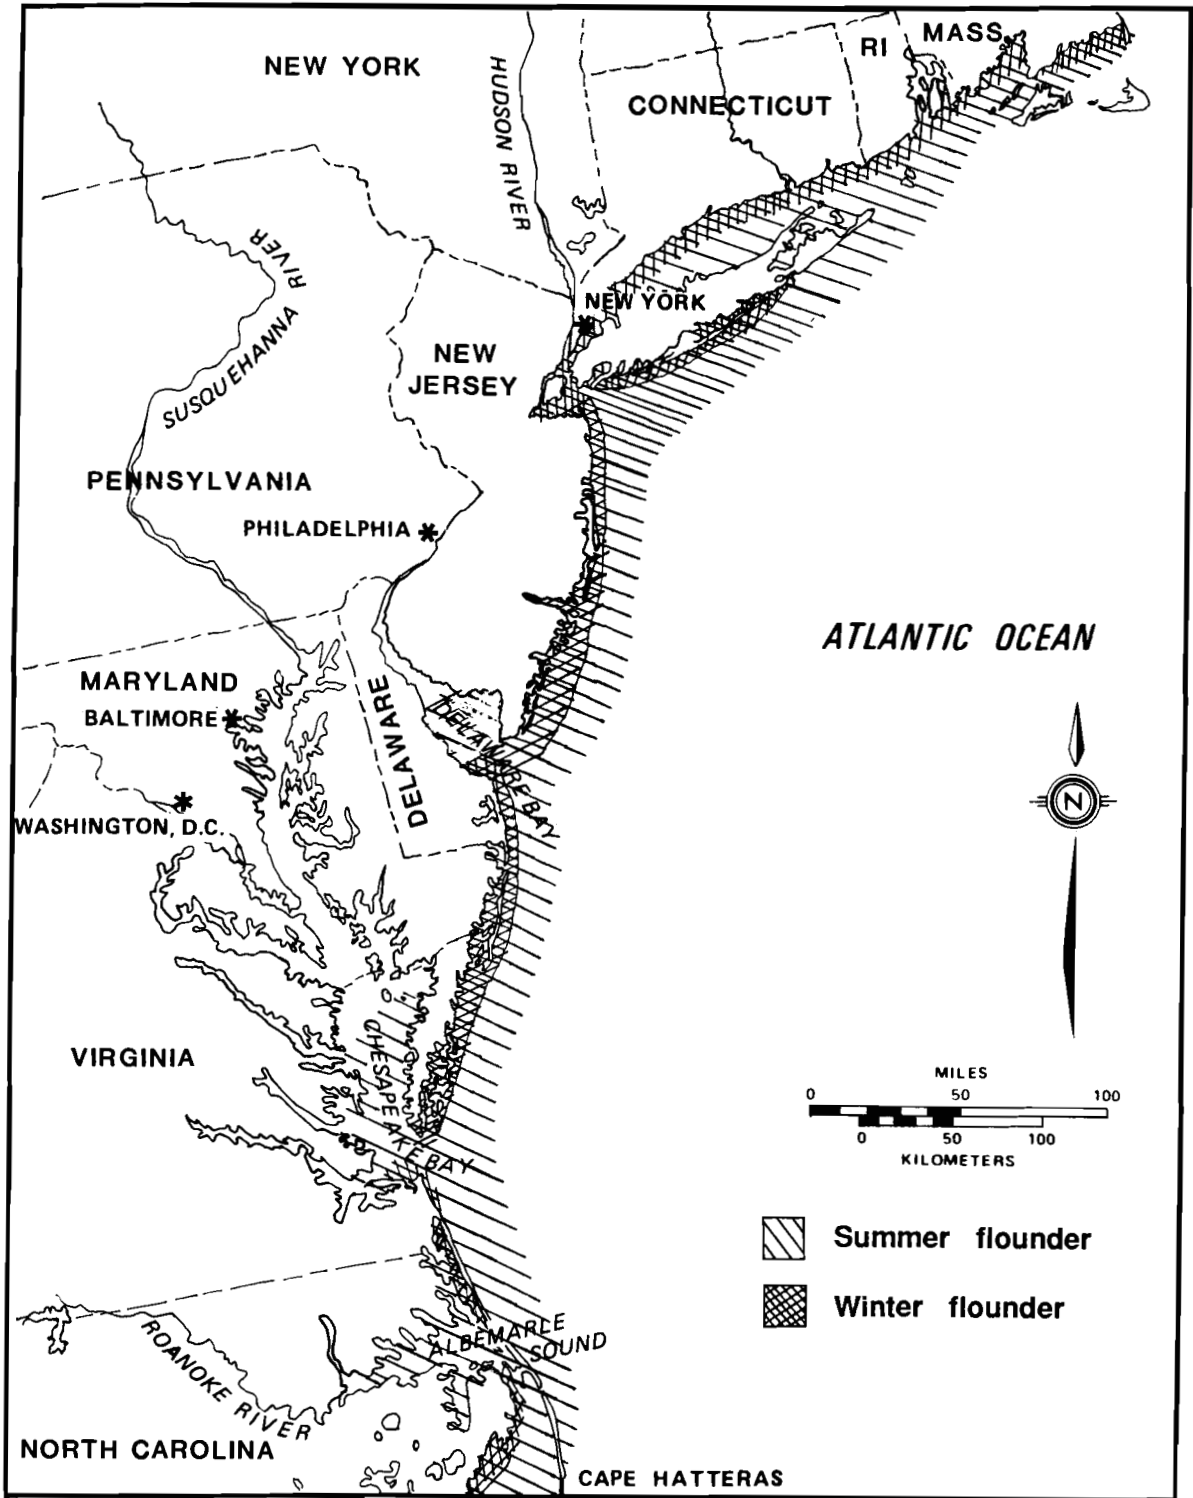 MASS.
RI
NEW YORK
HUDSON RIVER
CONNECTICUT
SUSQUEHANNA RIVER
NEW YORK
NEW
JERSEY
PENNSYLVANIA
PHILADELPHIA
ATLANTIC OCEAN
MARYLAND
BALTIMORE
DELAWARE
DELAWARE BAY
N
WASHINGTON, D.C.
CHESAPEAKE BAY
VIRGINIA
MILES
0 50 100
0 50 100
KILOMETERS
Summer flounder
Winter flounder
ALBEMARLE
SOUND
ROANOKE RIVER
NORTH CAROLINA
CAPE HATTERAS